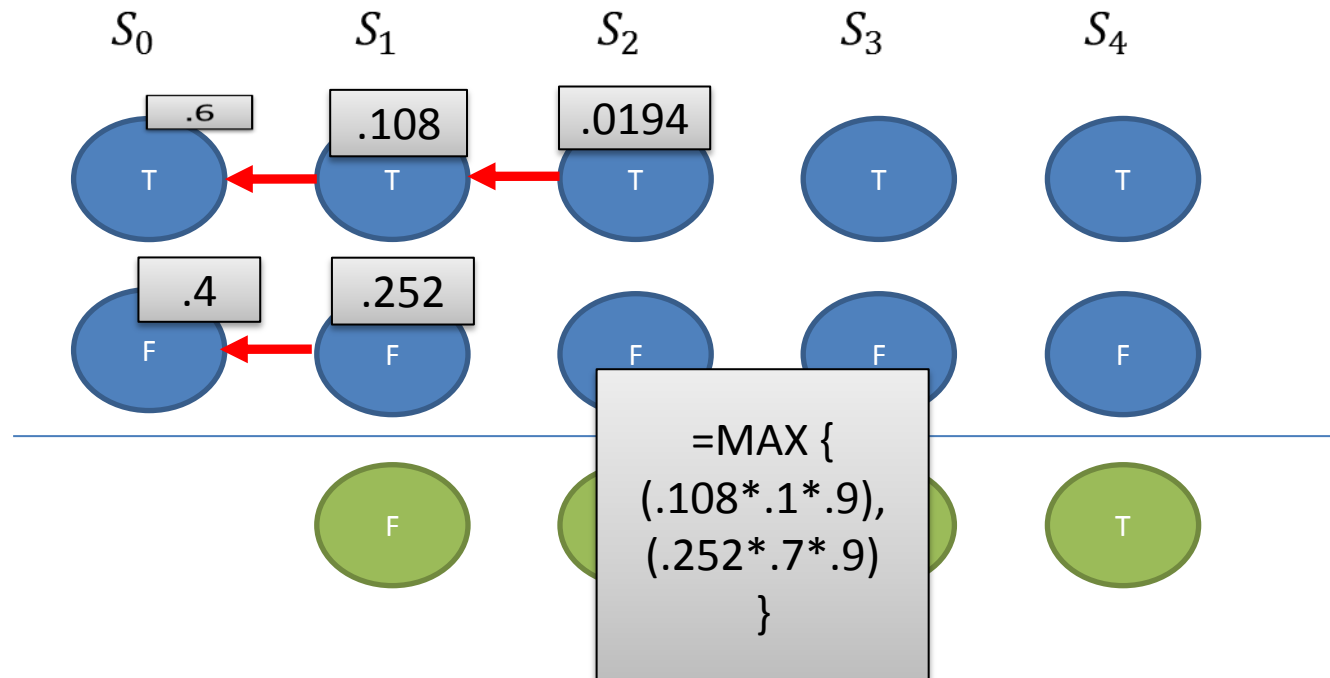 S₀ S₁ S₂ S₃ S₄
.6 .108 .0194
T T T T T
.4 .252
F F F F F
=MAX {
(.108*.1*.9),
(.252*.7*.9)
}
F T